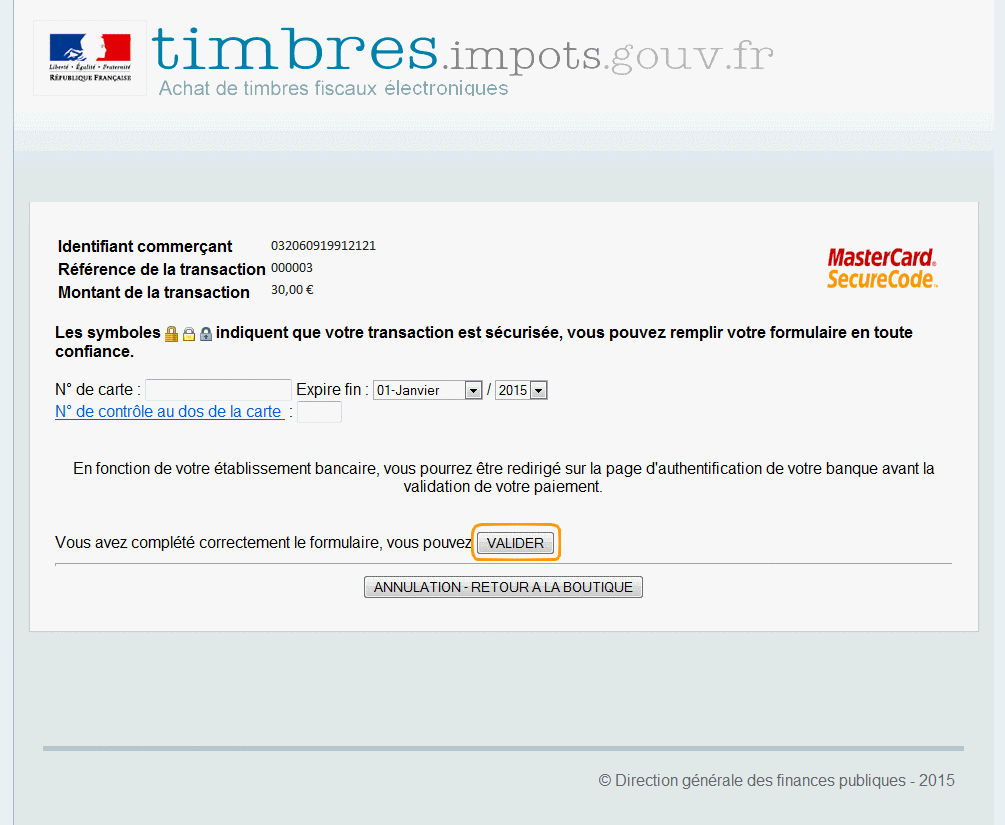 Liberté • Égalité • Fraternité
RÉPUBLIQUE FRANÇAISE
timbres.impots.gouv.fr
Achat de timbres fiscaux électroniques
Identifiant commerçant 032060919912121
Référence de la transaction 000003
Montant de la transaction 30,00 €
MasterCard.
SecureCode™
Les symboles indiquent que votre transaction est sécurisée, vous pouvez remplir votre formulaire en toute
confiance.
N° de carte : Expire fin : 01-Janvier / 2015
N° de contrôle au dos de la carte :
En fonction de votre établissement bancaire, vous pourrez être redirigé sur la page d'authentification de votre banque avant la
validation de votre paiement.
Vous avez complété correctement le formulaire, vous pouvez VALIDER
ANNULATION - RETOUR A LA BOUTIQUE
© Direction générale des finances publiques - 2015